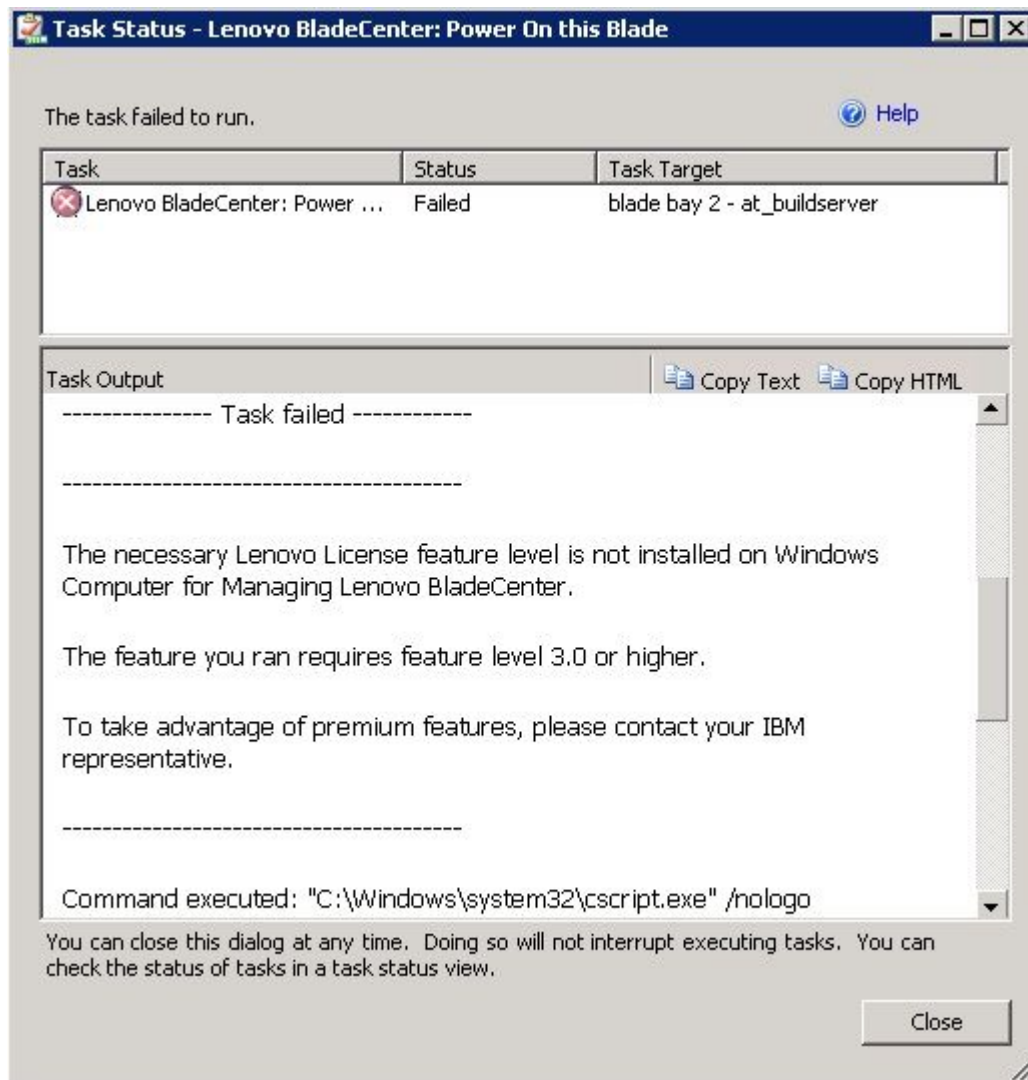 Task Status - Lenovo BladeCenter: Power On this Blade
The task failed to run.
Help
Task Status Task Target
Lenovo BladeCenter: Power ... Failed blade bay 2 - at_buildserver
Task Output Copy Text Copy HTML
--------------- Task failed ------------
----------------------------------------
The necessary Lenovo License feature level is not installed on Windows
Computer for Managing Lenovo BladeCenter.
The feature you ran requires feature level 3.0 or higher.
To take advantage of premium features, please contact your IBM
representative.
----------------------------------------
Command executed: "C:\Windows\system32\cscript.exe" /nologo
You can close this dialog at any time. Doing so will not interrupt executing tasks. You can
check the status of tasks in a task status view.
Close